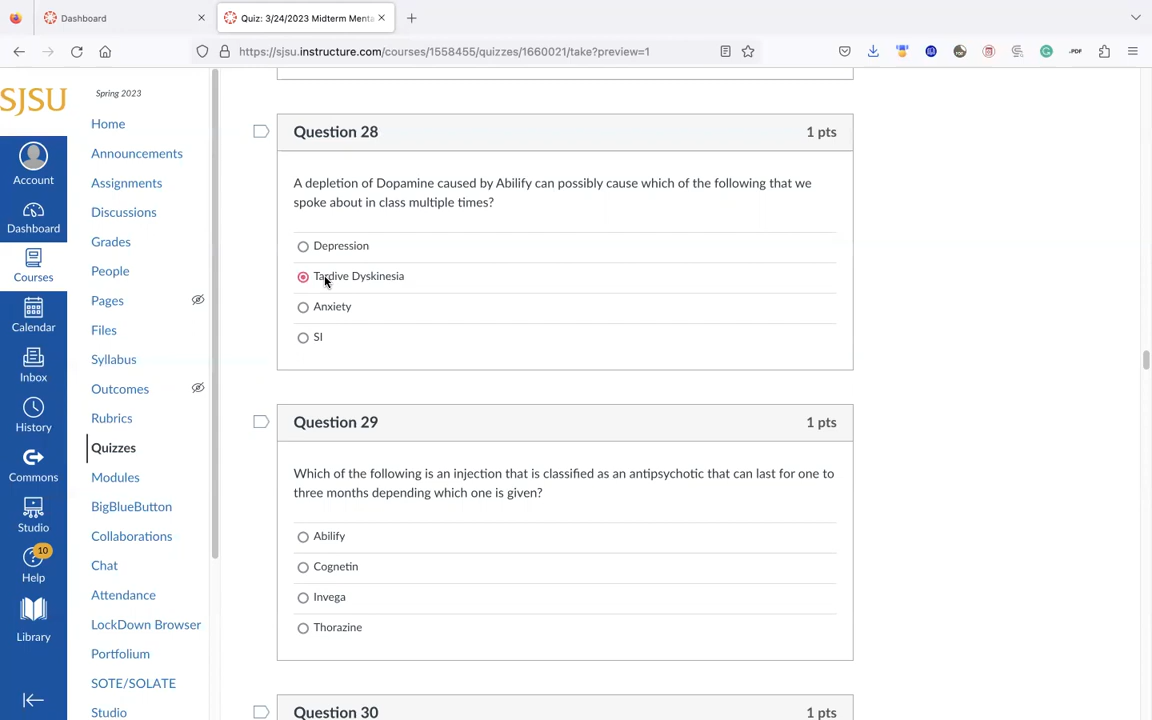 Dashboard
Quiz: 3/24/2023 Midterm Menta
https://sjsu.instructure.com/courses/1558455/quizzes/1660021/take?preview=1
.PDF
SJSU
Account
Dashboard
Courses
Calendar
Inbox
History
Commons
Studio
10
Help
Library
Spring 2023
Home
Announcements
Assignments
Discussions
Grades
People
Pages
Files
Syllabus
Outcomes
Rubrics
Quizzes
Modules
BigBlueButton
Collaborations
Chat
Attendance
LockDown Browser
Portfolium
SOTE/SOLATE
Studio
Question 28 1 pts
A depletion of Dopamine caused by Abilify can possibly cause which of the following that we
spoke about in class multiple times?
Depression
Tardive Dyskinesia
Anxiety
SI
Question 29 1 pts
Which of the following is an injection that is classified as an antipsychotic that can last for one to
three months depending which one is given?
Abilify
Cognetin
Invega
Thorazine
Question 30 1 pts